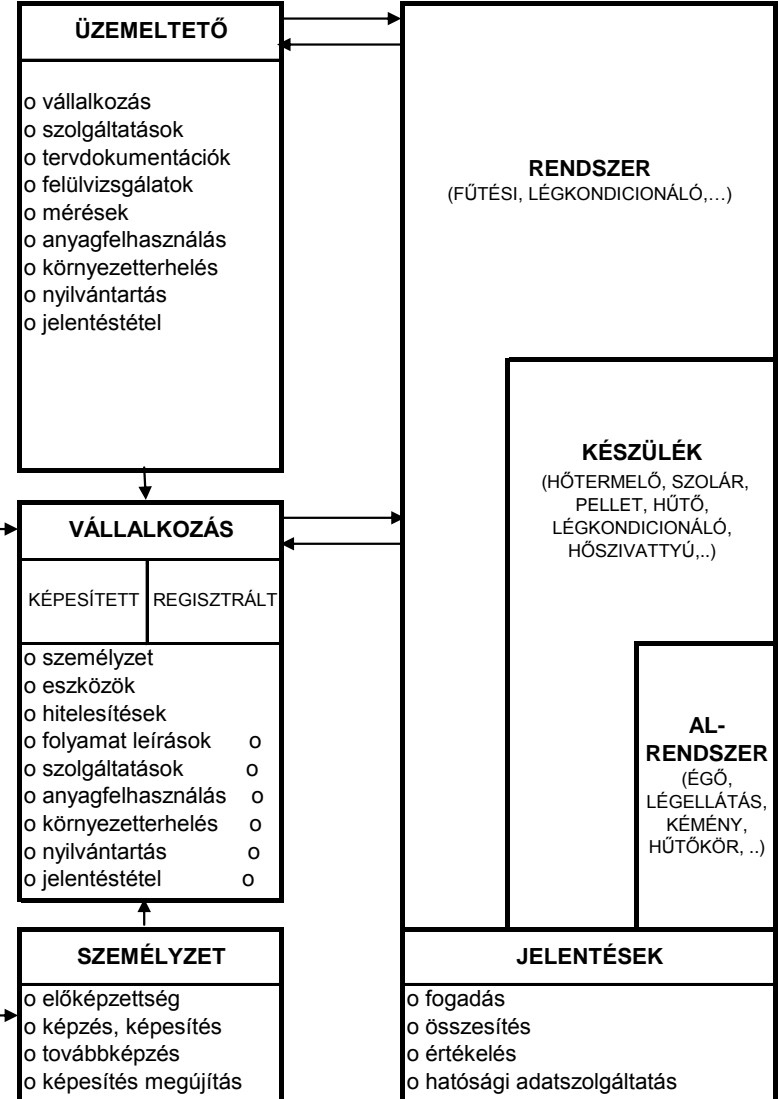 ÜZEMELTETŐ
o vállalkozás
o szolgáltatások
o tervdokumentációk
o felülvizsgálatok
o mérések
o anyagfelhasználás
o környezetterhelés
o nyilvántartás
o jelentéstétel
RENDSZER
(FŰTÉSI, LÉGKONDICIONÁLÓ,…)
KÉSZÜLÉK
(HŐTERMELŐ, SZOLÁR,
PELLET, HŰTŐ,
LÉGKONDICIONÁLÓ,
HŐSZIVATTYÚ,..)
VÁLLALKOZÁS
KÉPESÍTETT
REGISZTRÁLT
o személyzet
o eszközök
o hitelesítések
o folyamat leírások o
o szolgáltatások o
o anyagfelhasználás o
o környezetterhelés o
o nyilvántartás o
o jelentéstétel o
AL-
RENDSZER
(ÉGŐ,
LÉGELLÁTÁS,
KÉMÉNY,
HŰTŐKÖR, ..)
SZEMÉLYZET
o előképzettség
o képzés, képesítés
o továbbképzés
o képesítés megújítás
JELENTÉSEK
o fogadás
o összesítés
o értékelés
o hatósági adatszolgáltatás